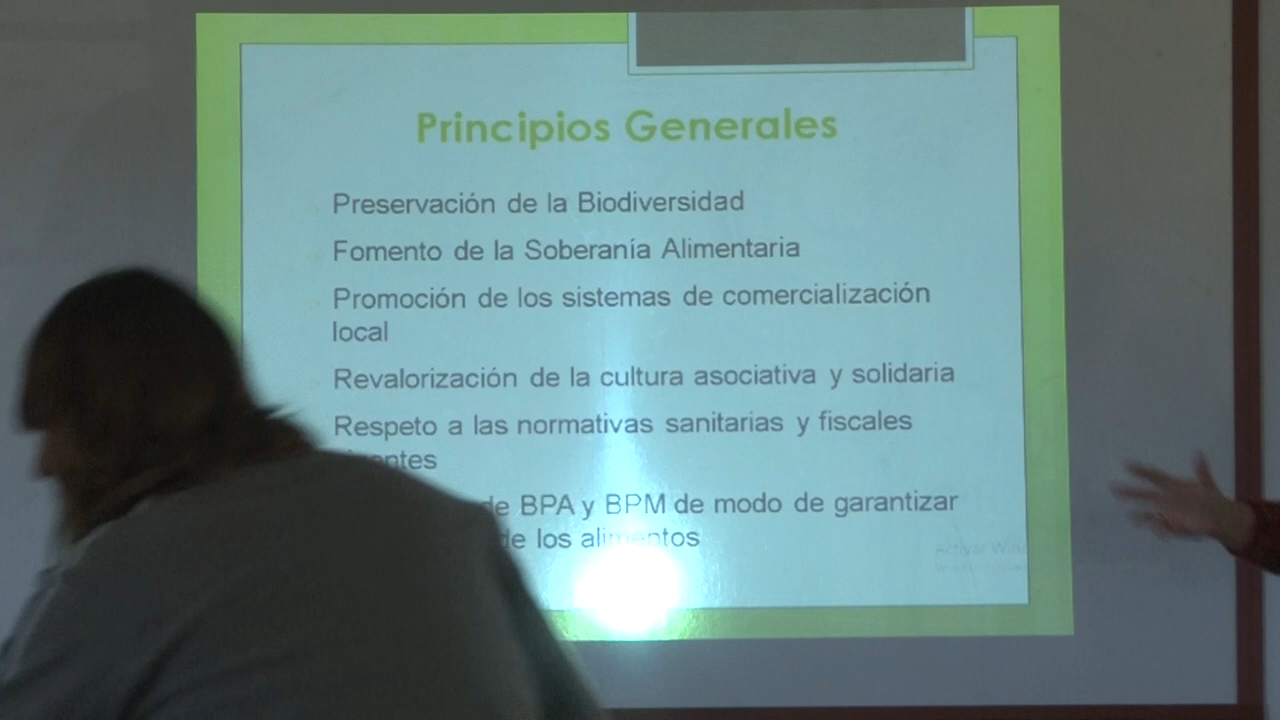 Principios Generales
Preservación de la Biodiversidad
Fomento de la Soberanía Alimentaria
Promoción de los sistemas de comercialización
local
Revalorización de la cultura asociativa y solidaria
Respeto a las normativas sanitarias y fiscales
de BPA y BPM de modo de garantizar
de los alimentos
Activar